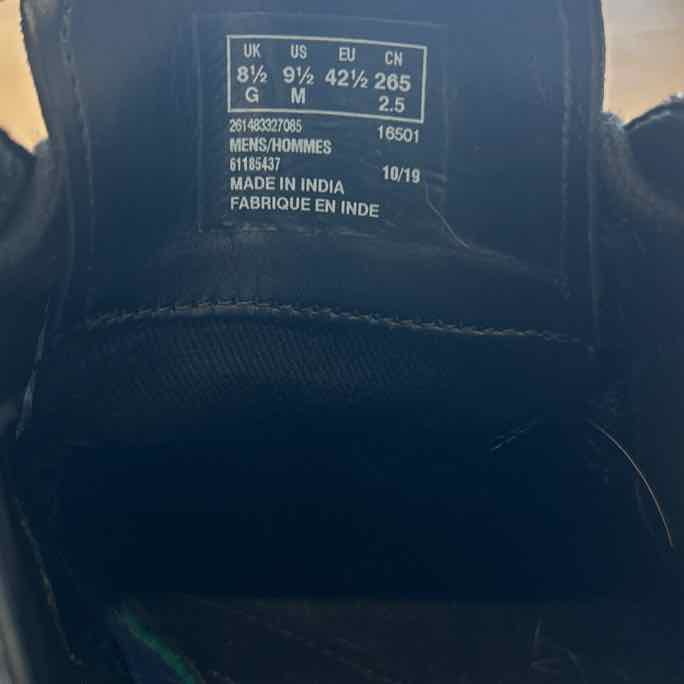 UK US EU CN
8½ 9½ 42½ 265
G M 2.5
261483327085 16501
MENS/HOMMES
61185437 10/19
MADE IN INDIA
FABRIQUE EN INDE